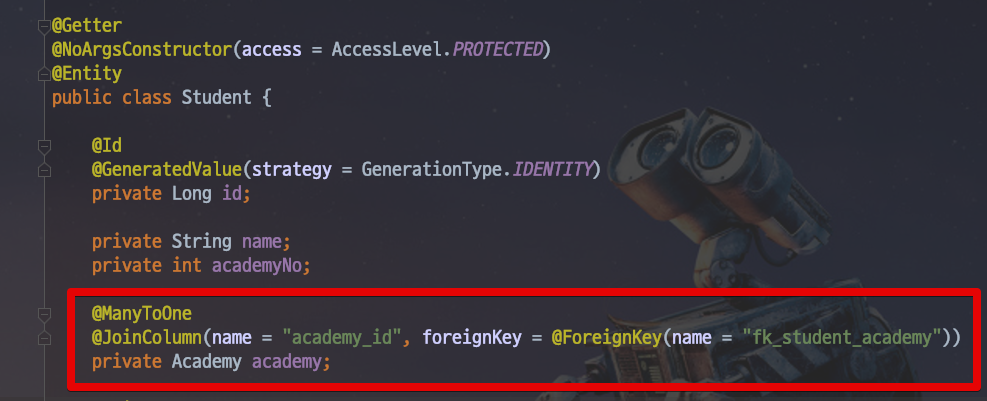 @Getter
@NoArgsConstructor(access = AccessLevel.PROTECTED)
@Entity
public class Student {
@Id
@GeneratedValue(strategy = GenerationType.IDENTITY)
private Long id;
private String name;
private int academyNo;
@ManyToOne
@JoinColumn(name = "academy_id", foreignKey = @ForeignKey(name = "fk_student_academy"))
private Academy academy;